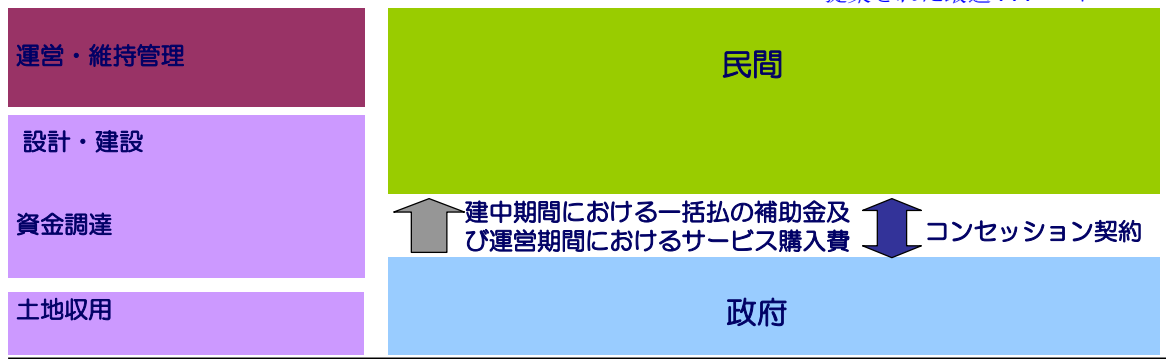 運営・維持管理
民間
設計・建設
資金調達
建中期間における一括払の補助金及
び運営期間におけるサービス購入費
コンセッション契約
土地収用
政府